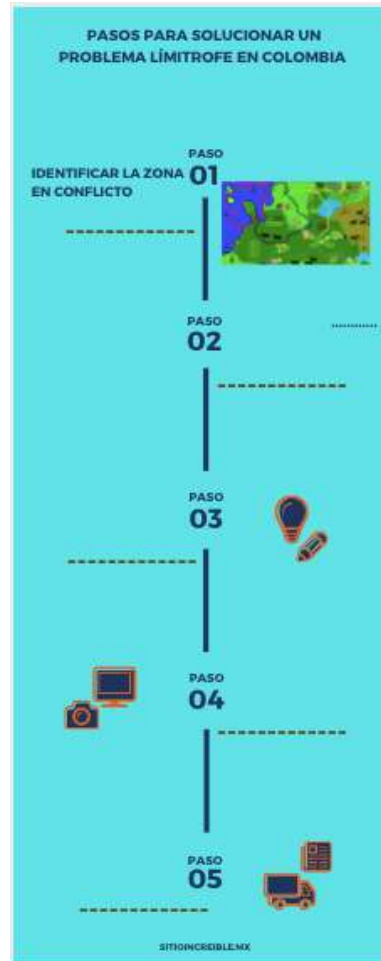 PASOS PARA SOLUCIONAR UN
PROBLEMA LÍMITROFE EN COLOMBIA
PASO
01
IDENTIFICAR LA ZONA
EN CONFLICTO
PASO
02
PASO
03
PASO
04
PASO
05
SITIOINCREIBLE.MX